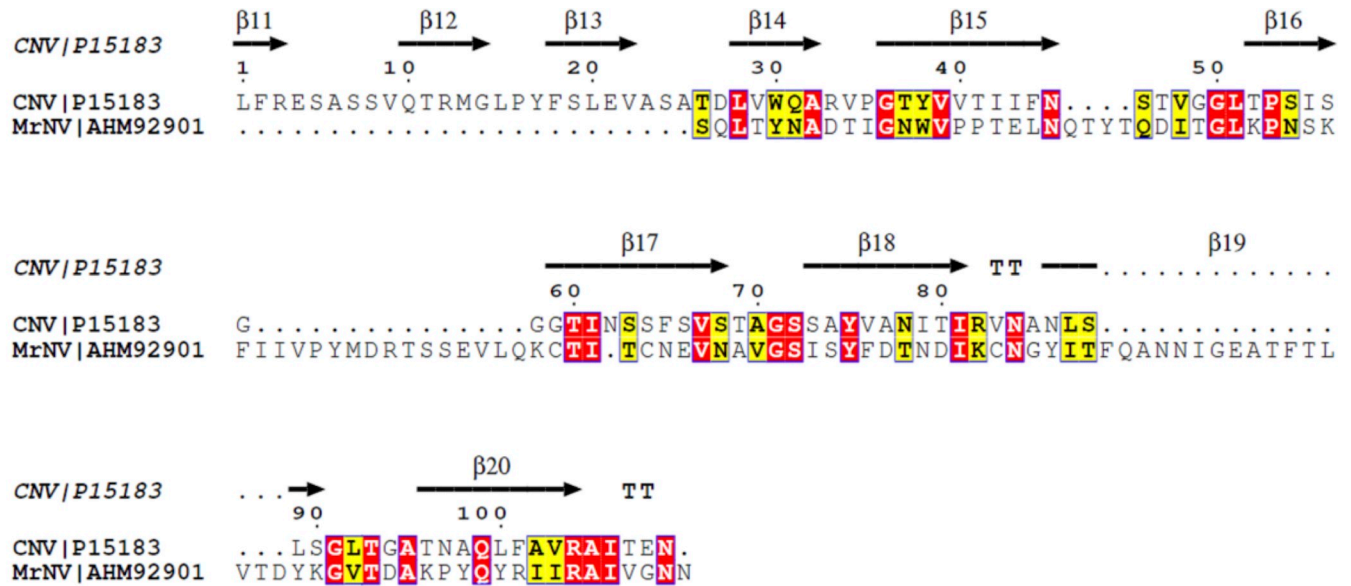 β11 β12 β13 β14 β15 β16
CNV|P15183
1 10 20 30 40 50
CNV|P15183 LFRESASSVQTRMGLPYFSLEVASATDLVWQARVPGTYVVTIIFN....STVGGLTPSIS
MrNV|AHM92901 .........................SQLTYNADTIGNWVPPTELNQTYTQDITGLKPNSK
β17 β18 β19
CNV|P15183 TT .............
60 70 80
CNV|P15183 G...............GGTINSSFSVSTAGSSAYVANITIRVNANLS.............
MrNV|AHM92901 FIIVPYMDRTSSEVLQKCTI.TCNEVNAVGSISYFDTNDIKCNGYITFQANNIGEATFTL
β20
CNV|P15183 ... TT
90 100
CNV|P15183 ...LSGLTGATNAQLFAVRAITEN.
MrNV|AHM92901 VTDYKGVTDAKPYQYRIIRAIVGNN